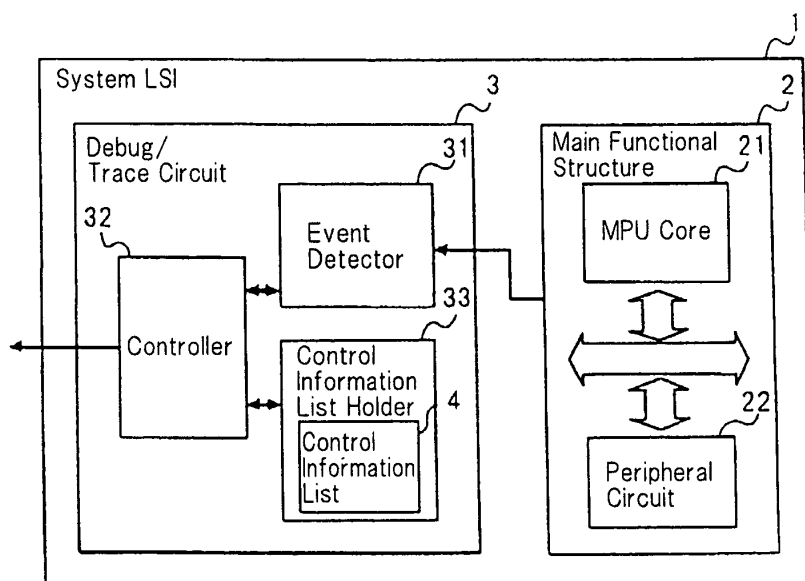 1
System LSI
3
2
Debug/
Trace Circuit
31
Main Functional
Structure
21
32
Event
Detector
MPU Core
33
Controller
Control
Information
List Holder
4
22
Control
Information
List
Peripheral
Circuit